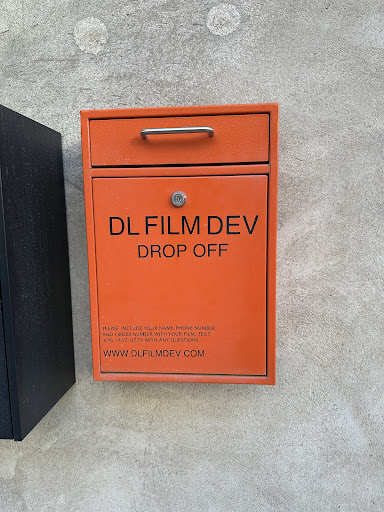 DL FILM DEV
DROP OFF
PLEASE INCLUDE YOUR NAME, PHONE NUMBER,
AND ORDER NUMBER WITH YOUR FILM. TEXT
WITH ANY QUESTIONS
WWW.DLFILMDEV.COM